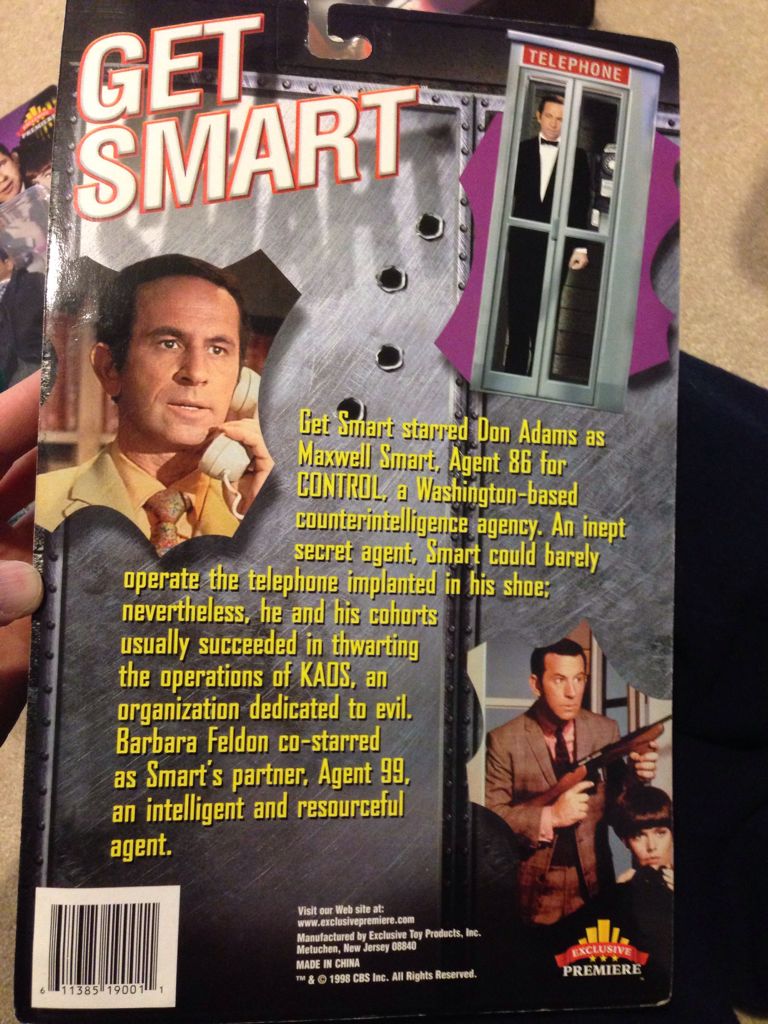 GET
SMART
TELEPHONE
Get Smart starred Don Adams as
Maxwell Smart, Agent 86 for
CONTROL, a Washington-based
counterintelligence agency. An inept
secret agent, Smart could barely
operate the telephone implanted in his shoe;
nevertheless, he and his cohorts
usually succeeded in thwarting
the operations of KAOS, an
organization dedicated to evil.
Barbara Feldon co-starred
as Smart's partner, Agent 99,
an intelligent and resourceful
agent.
Visit our Web site at:
www.exclusivepremiere.com
Manufactured by Exclusive Toy Products, Inc.
Metuchen, New Jersey 08840
MADE IN CHINA
™ & © 1998 CBS Inc. All Rights Reserved.
6 11385 19001 1
EXCLUSIVE
PREMIERE